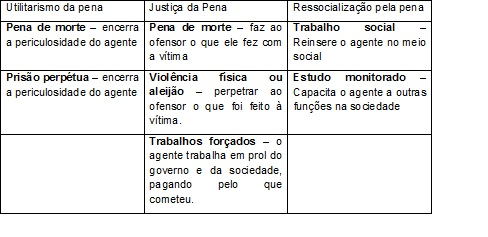 Utilitarismo da pena
Justiça da Pena
Ressocialização pela pena
Pena de morte – encerra
a periculosidade do agente
Pena de morte – faz ao
ofensor o que ele fez com
a vítima
Trabalho social –
Reinsere o agente no meio
social
Prisão perpétua – encerra
a periculosidade do agente
Violência física ou
aleijão – perpetrar ao
ofensor o que foi feito à
vítima.
Estudo monitorado –
Capacita o agente a outras
funções na sociedade
Trabalhos forçados – o
agente trabalha em prol do
governo e da sociedade,
pagando pelo que
cometeu.